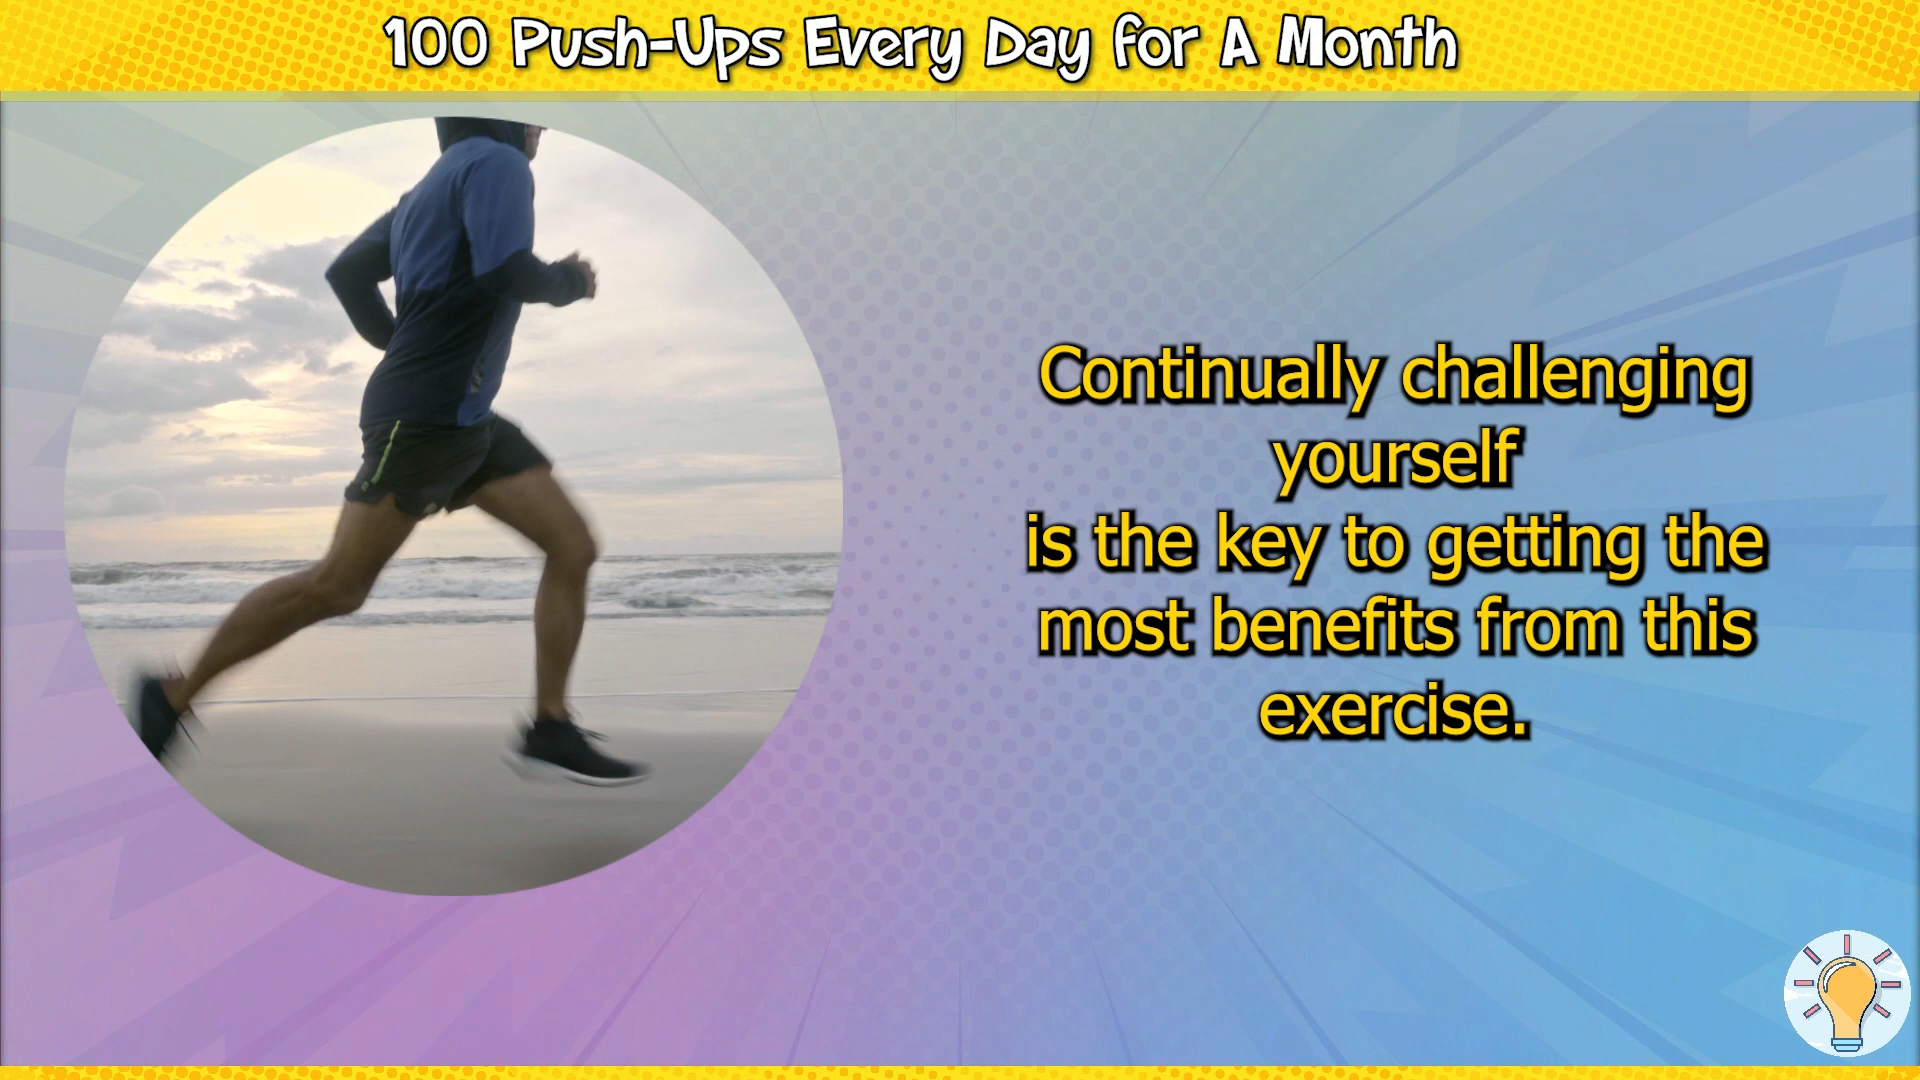 100 Push-Ups Every Day for A Month
Continually challenging
yourself
is the key to getting the
most benefits from this
exercise.